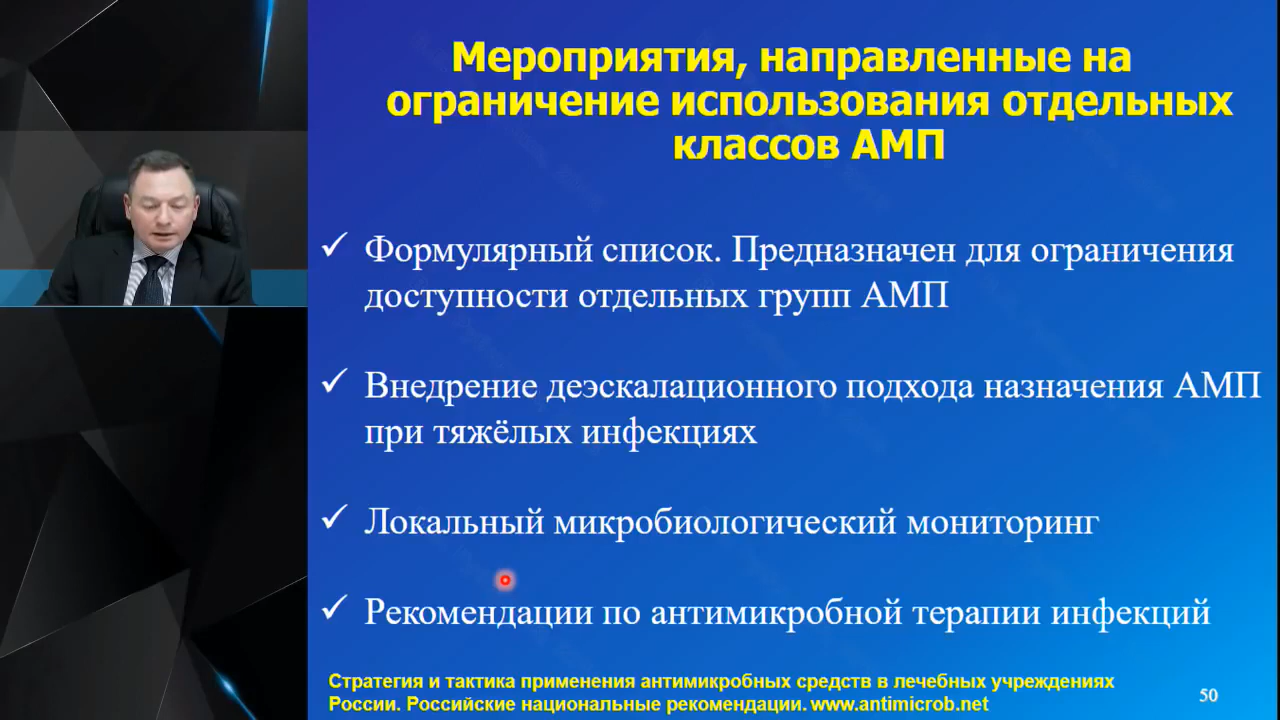 Мероприятия, направленные на
ограничение использования отдельных
классов АМП
✓ Формулярный список. Предназначен для ограничения
доступности отдельных групп АМП
✓ Внедрение деэскалационного подхода назначения АМП
при тяжёлых инфекциях
✓ Локальный микробиологический мониторинг
✓ Рекомендации по антимикробной терапии инфекций
Стратегия и тактика применения антимикробных средств в лечебных учреждениях
России. Российские национальные рекомендации. www.antimicrob.net
50